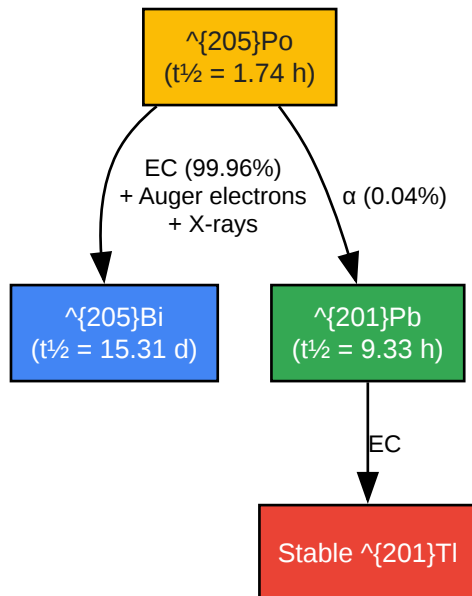 ^{205}Po
(t½ = 1.74 h)
EC (99.96%)
+ Auger electrons
+ X-rays
α (0.04%)
^{205}Bi
(t½ = 15.31 d)
^{201}Pb
(t½ = 9.33 h)
EC
Stable ^{201}Tl